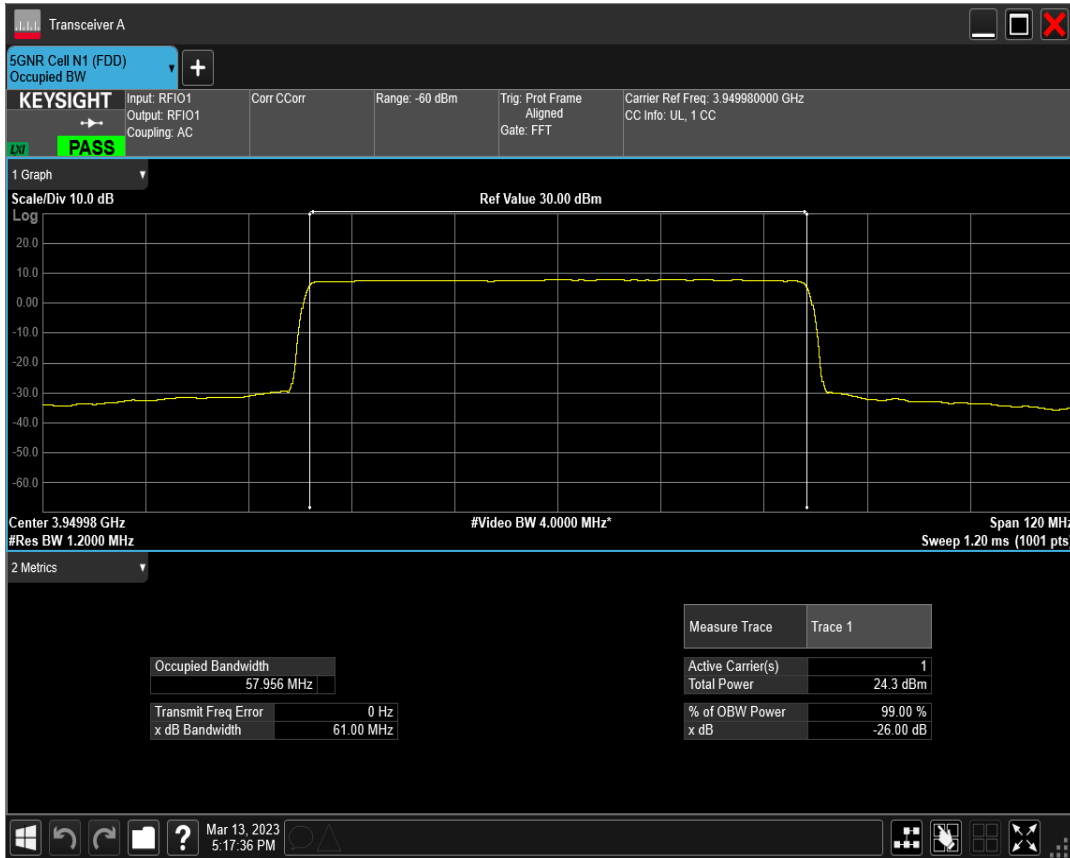 Transceiver A
5GNR Cell N1 (FDD)
Occupied BW
+
KEYSIGHT
LXI
PASS
Input: RFIO1
Output: RFIO1
Coupling: AC
Corr CCorr
Range: -60 dBm
Trig: Prot Frame
Aligned
Gate: FFT
Carrier Ref Freq: 3.949980000 GHz
CC Info: UL, 1 CC
1 Graph
Scale/Div 10.0 dB
Ref Value 30.00 dBm
Log
20.0
10.0
0.00
-10.0
-20.0
-30.0
-40.0
-50.0
-60.0
Center 3.94998 GHz
#Video BW 4.0000 MHz*
Span 120 MHz
#Res BW 1.2000 MHz
Sweep 1.20 ms (1001 pts)
2 Metrics
Measure Trace Trace 1
Occupied Bandwidth
57.956 MHz
Active Carrier(s) 1
Total Power 24.3 dBm
Transmit Freq Error 0 Hz
x dB Bandwidth 61.00 MHz
% of OBW Power 99.00 %
x dB -26.00 dB
?
Mar 13, 2023
5:17:36 PM